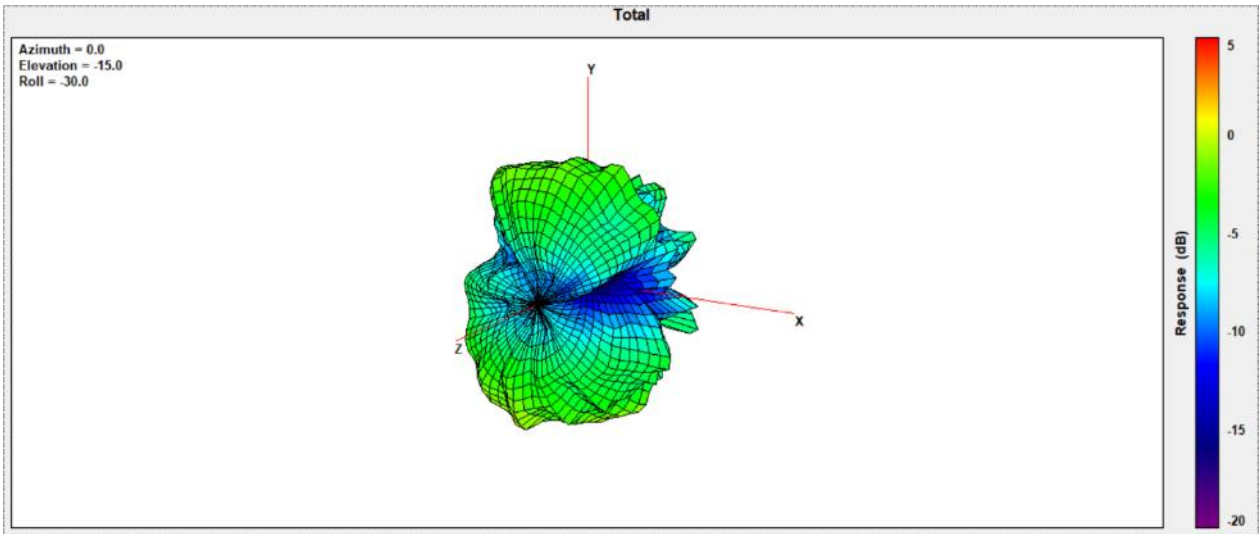 Total
Azimuth = 0.0
Elevation = -15.0
Roll = -30.0
Y
X
Z
5
0
-5
-10
-15
-20
Response (dB)